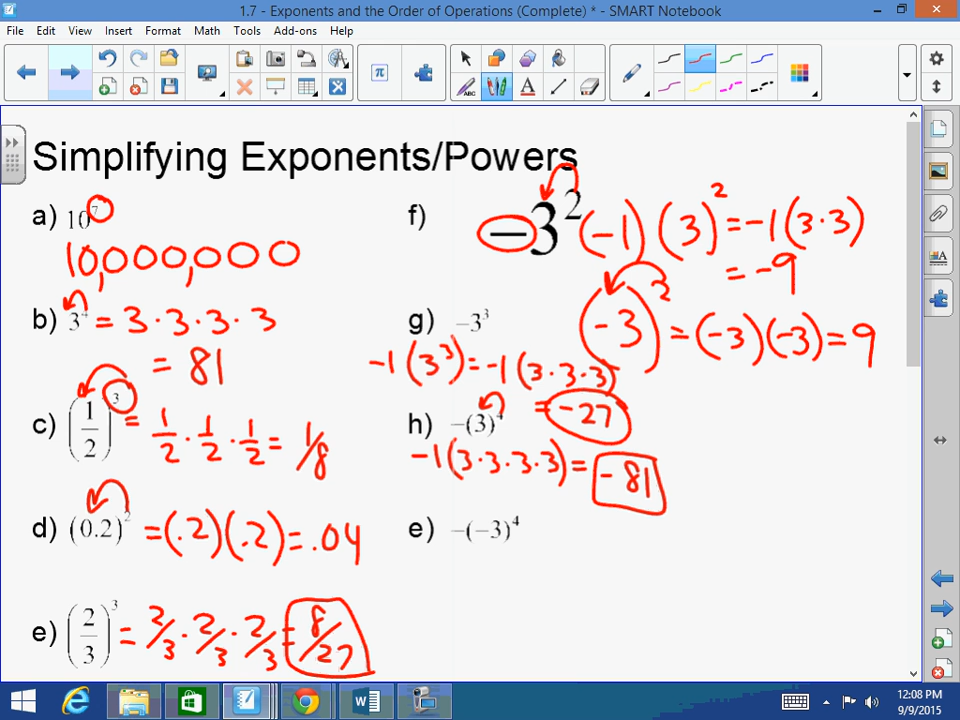 1.7 - Exponents and the Order of Operations (Complete) * - SMART Notebook
File Edit View Insert Format Math Tools Add-ons Help
Simplifying Exponents/Powers
a) 10⁷
10,000,000
b) 3⁴ = 3·3·3·3
= 81
c) (1/2)³ = 1/2 · 1/2 · 1/2 = 1/8
d) (0.2)² = (.2)(.2) = .04
e) (2/3)³ = 2/3 · 2/3 · 2/3 = 8/27
f) −3² (−1)(3)² = −1(3·3)
= −9
(−3)² = (−3)(−3) = 9
g) −3³
−1(3³) = −1(3·3·3)
= −27
h) −(3)⁴
−1(3·3·3·3) = −81
e) −(−3)⁴
12:08 PM
9/9/2015